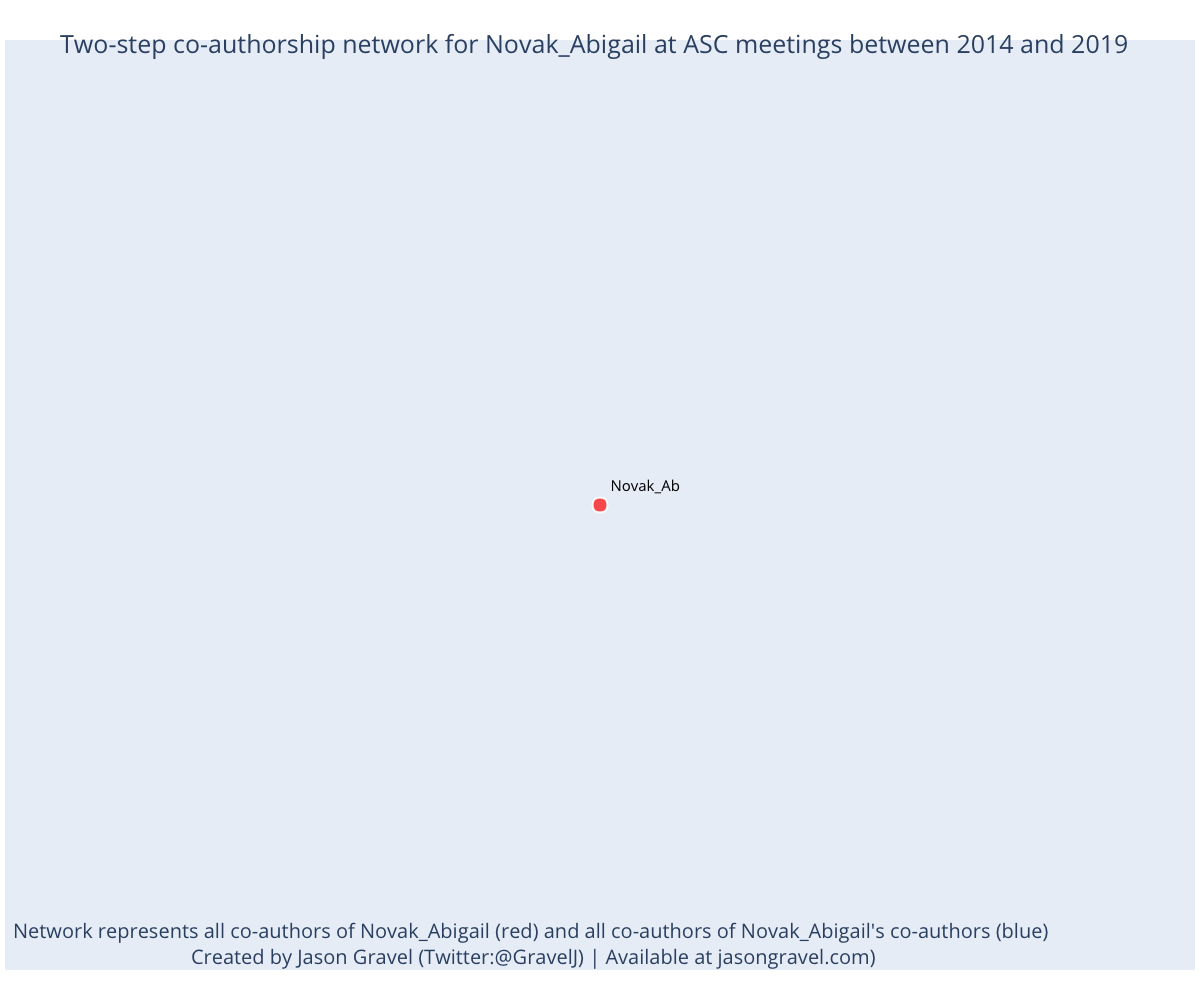 Two-step co-authorship network for Novak_Abigail at ASC meetings between 2014 and 2019
Novak_Ab
Network represents all co-authors of Novak_Abigail (red) and all co-authors of Novak_Abigail's co-authors (blue)
Created by Jason Gravel (Twitter:@GravelJ) | Available at jasongravel.com)